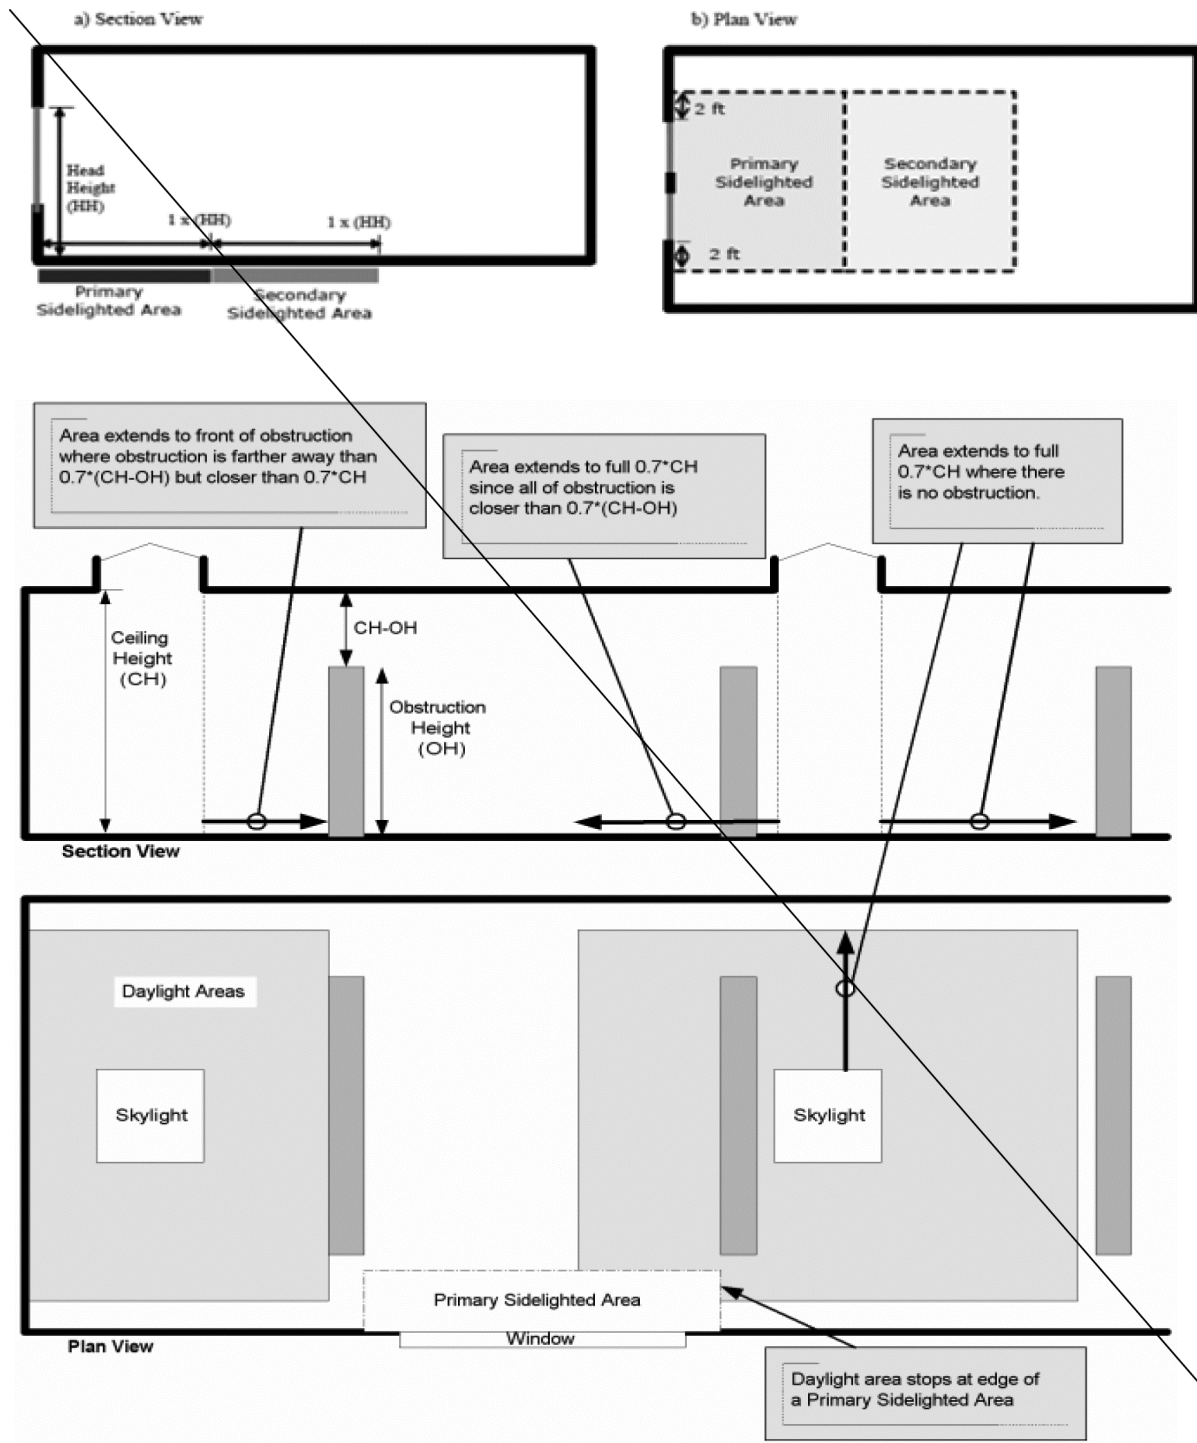 a) Section View
Head
Height
(HH)
1 x (HH)
1 x (HH)
Primary
Sidelighted Area
Secondary
Sidelighted Area
b) Plan View
2 ft
Primary
Sidelighted
Area
Secondary
Sidelighted
Area
2 ft
Area extends to front of obstruction
where obstruction is farther away than
0.7*(CH-OH) but closer than 0.7*CH
Area extends to full 0.7*CH
since all of obstruction is
closer than 0.7*(CH-OH)
Area extends to full
0.7*CH where there
is no obstruction.
Ceiling
Height
(CH)
CH-OH
Obstruction
Height
(OH)
Section View
Daylight Areas
Skylight
Skylight
Primary Sidelighted Area
Window
Plan View
Daylight area stops at edge of
a Primary Sidelighted Area